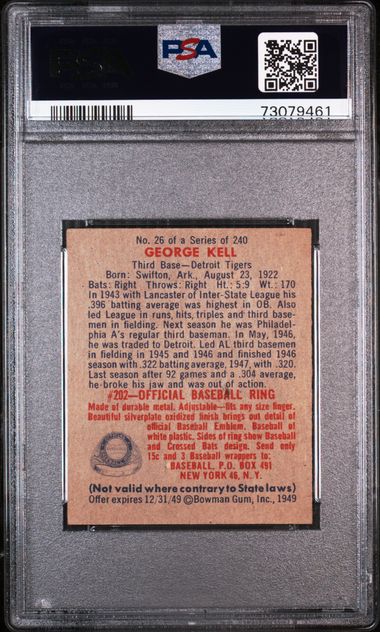 PSA
73079461
No. 26 of a Series of 240
GEORGE KELL
Third Base—Detroit Tigers
Born: Swifton, Ark., August 23, 1922
Bats: Right Throws: Right Ht.: 5.9 Wt.: 170
In 1943 with Lancaster of Inter-State League his
.396 batting average was highest in OB. Also
led League in runs, hits, triples and third base-
men in fielding. Next season he was Philadel-
phia A's regular third baseman. In May, 1946,
he was traded to Detroit. Led AL third basemen
in fielding in 1945 and 1946 and finished 1946
season with .322 batting average, 1947, with .320.
Last season after 92 games and a .304 average,
he broke his jaw and was out of action.
#202—OFFICIAL BASEBALL RING
Made of durable metal. Adjustable—fits any size finger.
Beautiful silverplate oxidized finish brings out detail of
official Baseball Emblem. Baseball of
white plastic. Sides of ring show Baseball
and Crossed Bats design. Send only
15c and 3 Baseball wrappers to:
BASEBALL, P.O. BOX 491
NEW YORK 46, N. Y.
(Not valid where contrary to State laws)
Offer expires 12/31/49 ©Bowman Gum, Inc., 1949